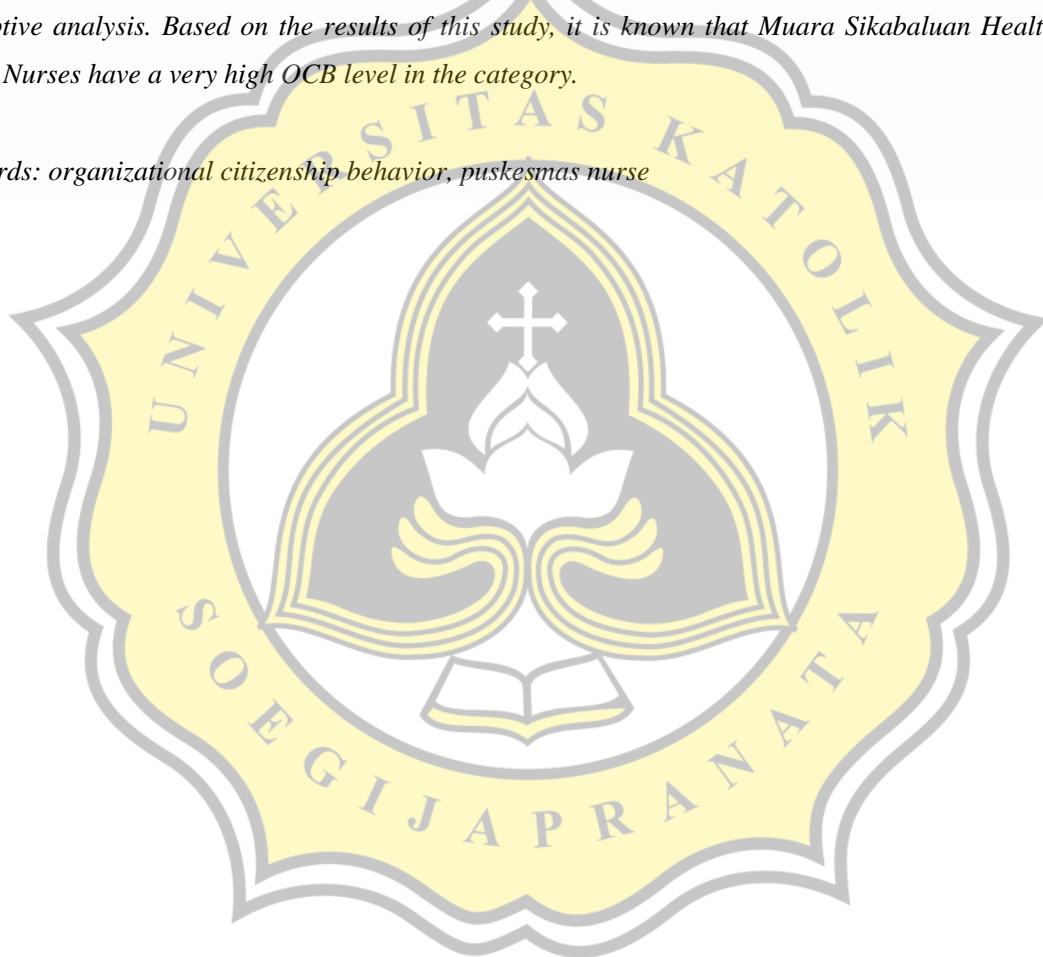 ptive analysis. Based on the results of this study, it is known that Muara Sikabaluan Healt
Nurses have a very high OCB level in the category.
rds: organizational citizenship behavior, puskesmas nurse
UNIVERSITAS KATOLIK
SOEGIJAPRANATA